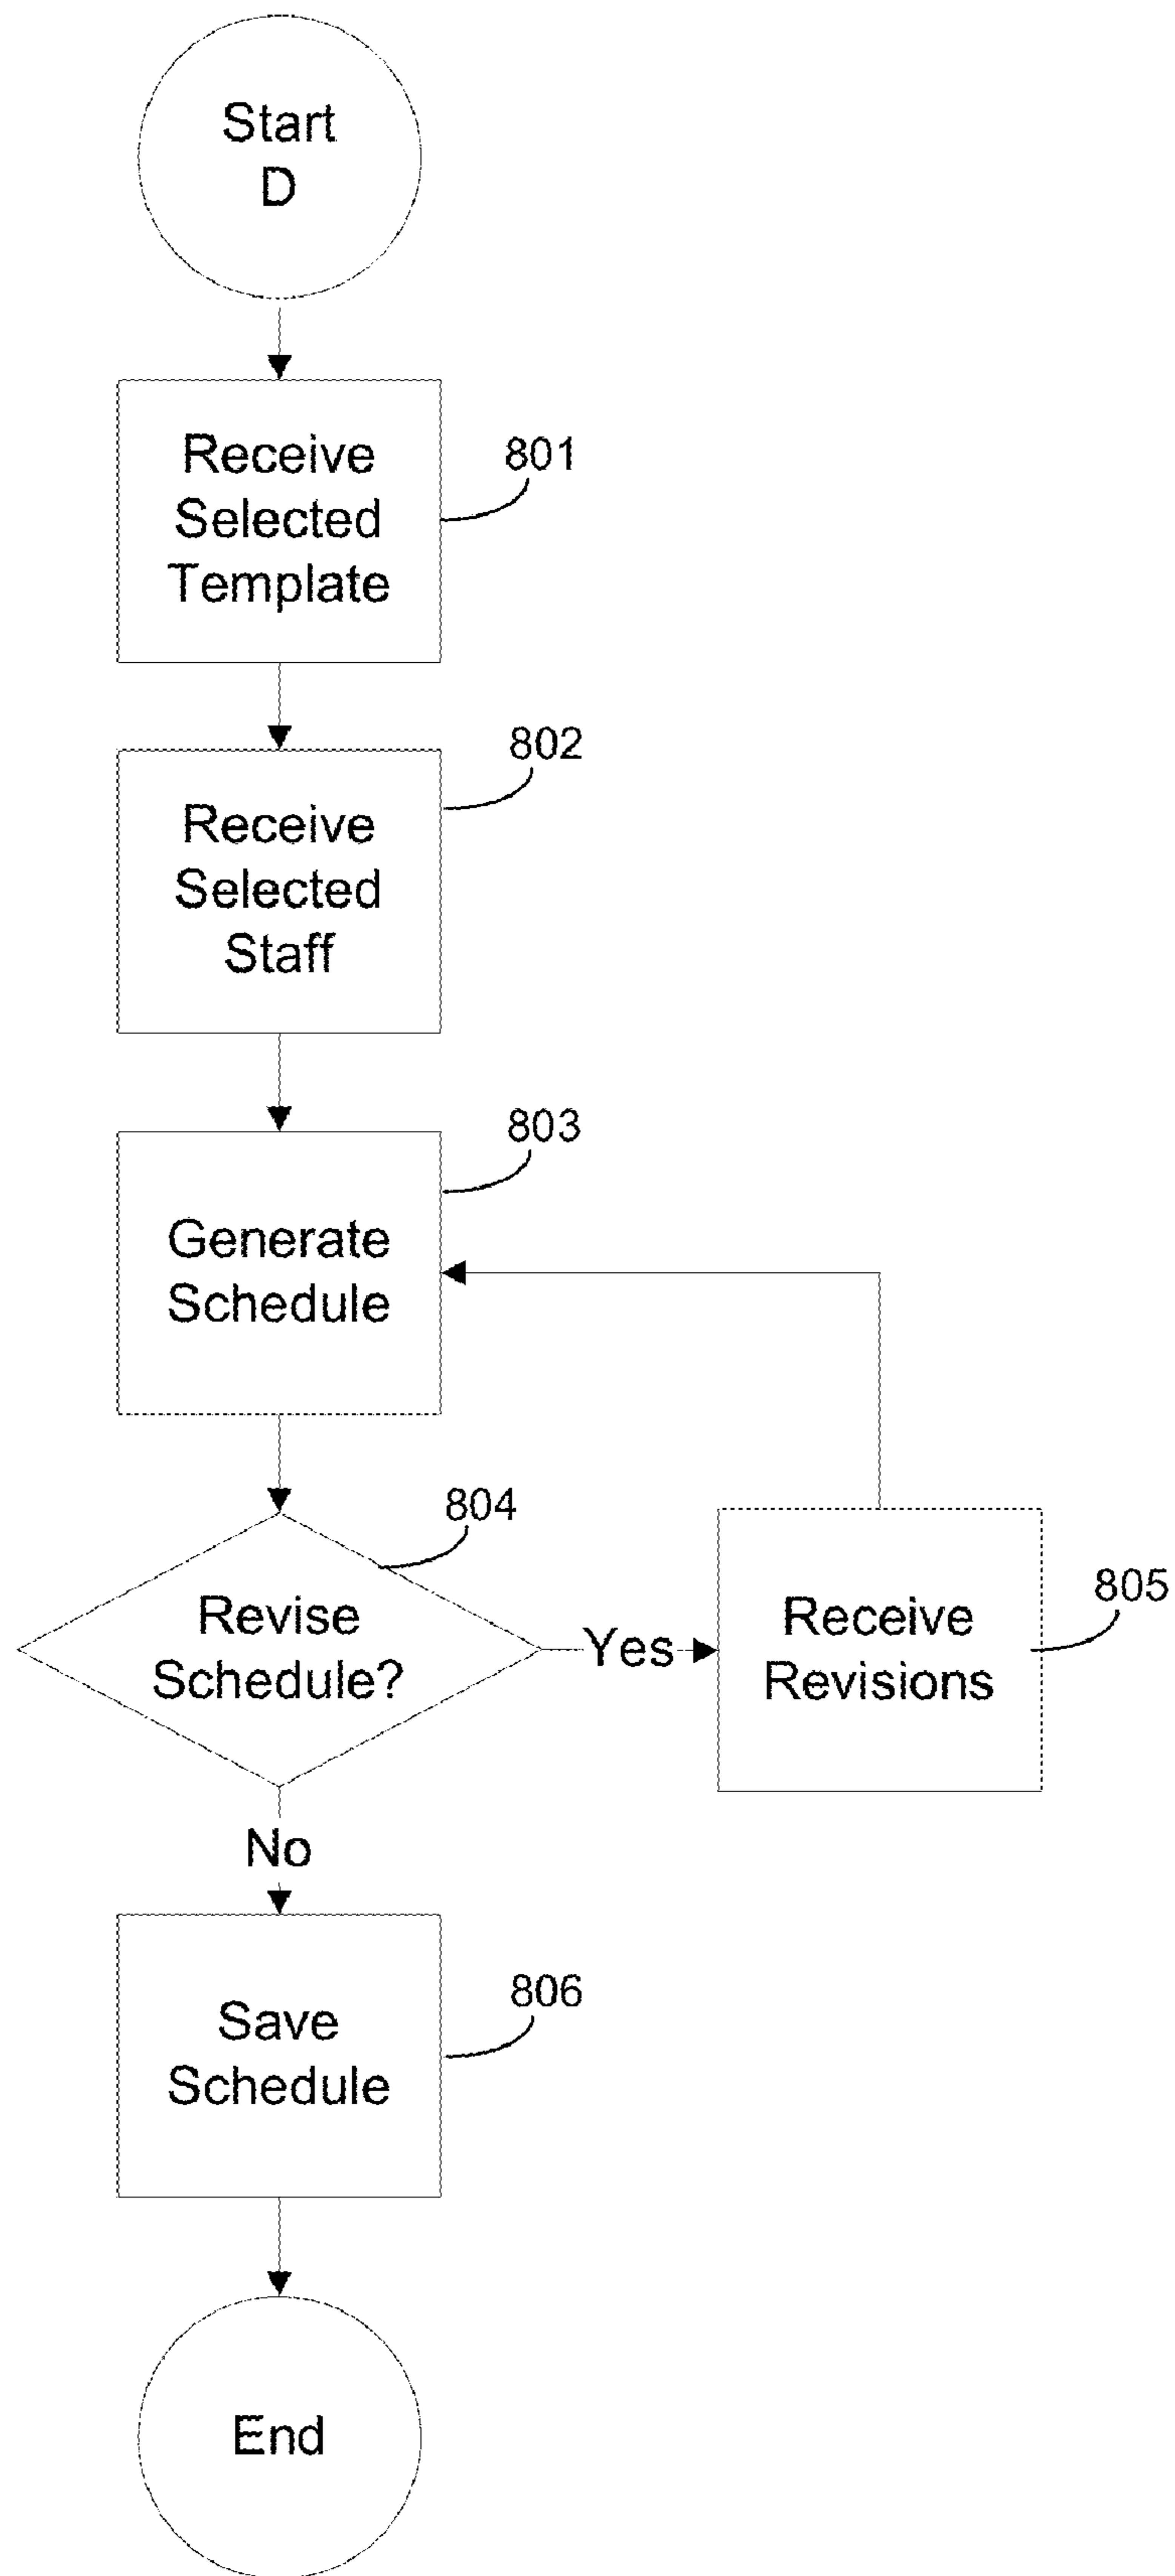 Start
D
Receive
Selected
Template
801
Receive
Selected
Staff
802
Generate
Schedule
803
Revise
Schedule?
804
Yes
Receive
Revisions
805
No
Save
Schedule
806
End